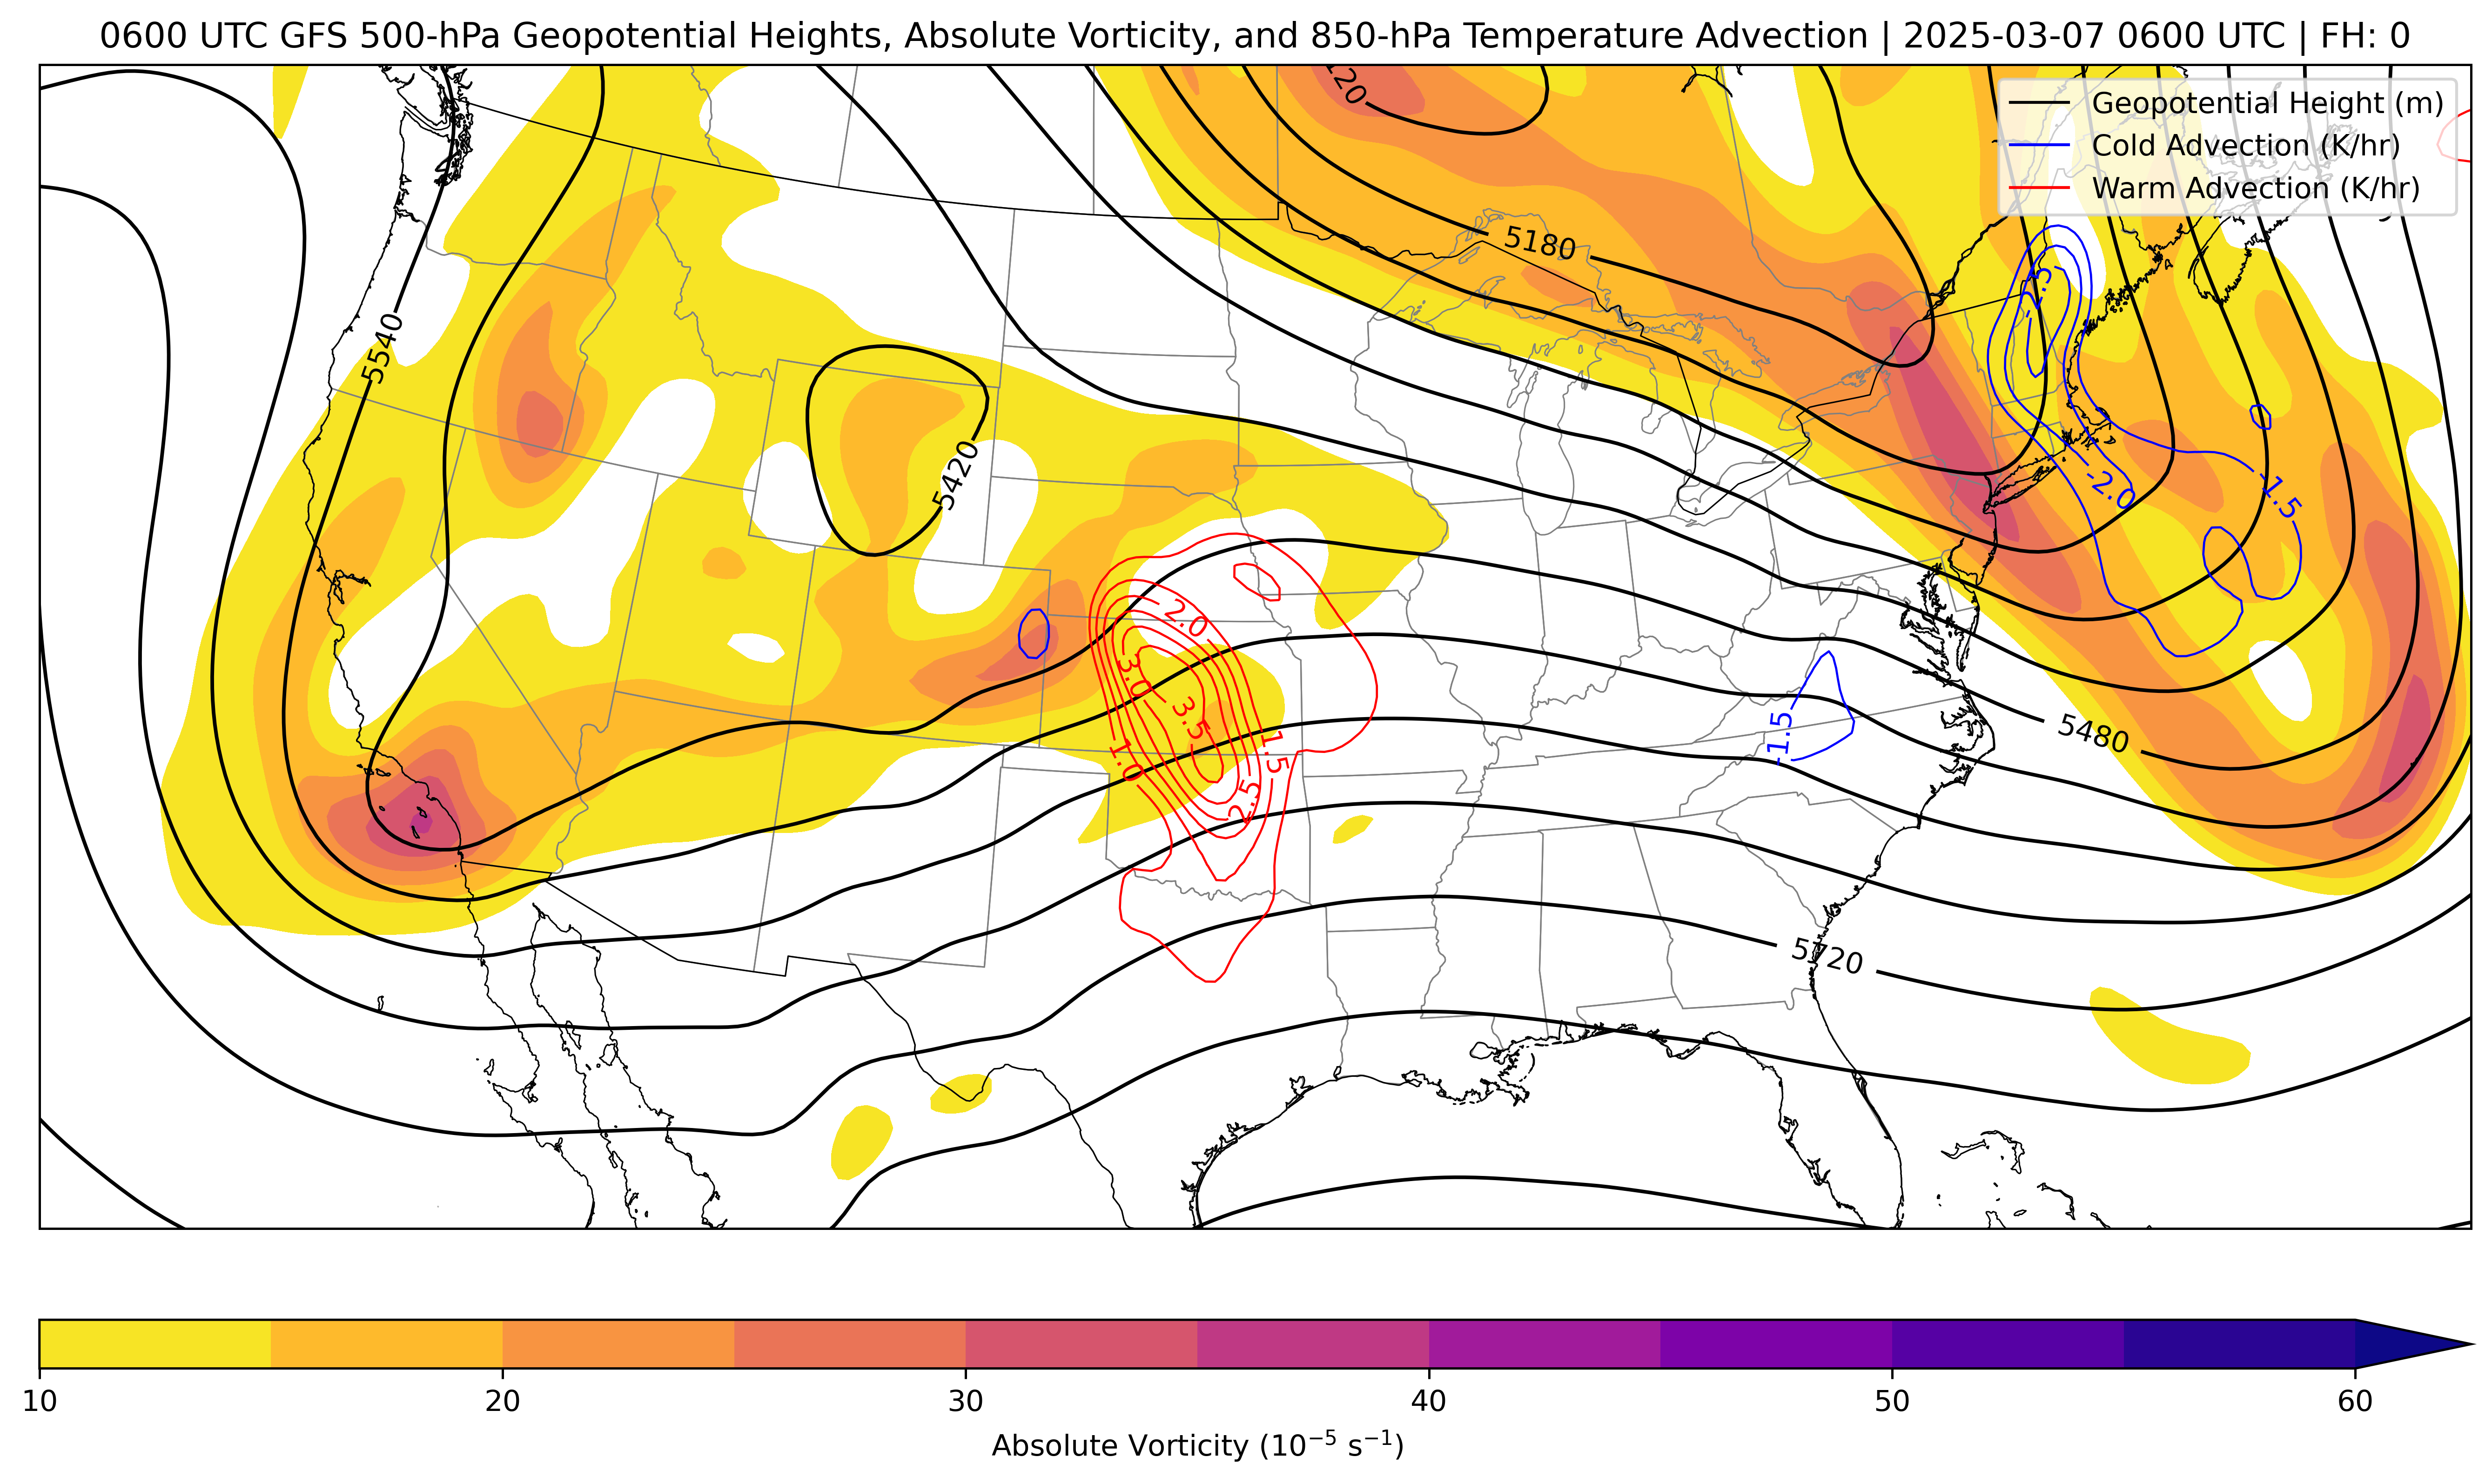 0600 UTC GFS 500-hPa Geopotential Heights, Absolute Vorticity, and 850-hPa Temperature Advection | 2025-03-07 0600 UTC | FH: 0
Geopotential Height (m)
Cold Advection (K/hr)
Warm Advection (K/hr)
5180
-2.5
5540
5420
-2.0
-1.5
2.0
3.0
3.5
1.0
1.5
2.5
-1.5
5480
5720
10 20 30 40 50 60
Absolute Vorticity (10⁻⁵ s⁻¹)